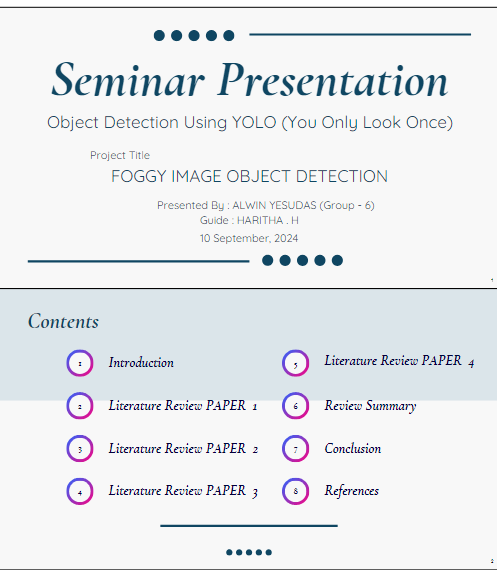 Seminar Presentation
Object Detection Using YOLO (You Only Look Once)
Project Title
FOGGY IMAGE OBJECT DETECTION
Presented By : ALWIN YESUDAS (Group - 6)
Guide : HARITHA . H
10 September, 2024
1
Contents
1 Introduction
2 Literature Review PAPER 1
3 Literature Review PAPER 2
4 Literature Review PAPER 3
5 Literature Review PAPER 4
6 Review Summary
7 Conclusion
8 References
2